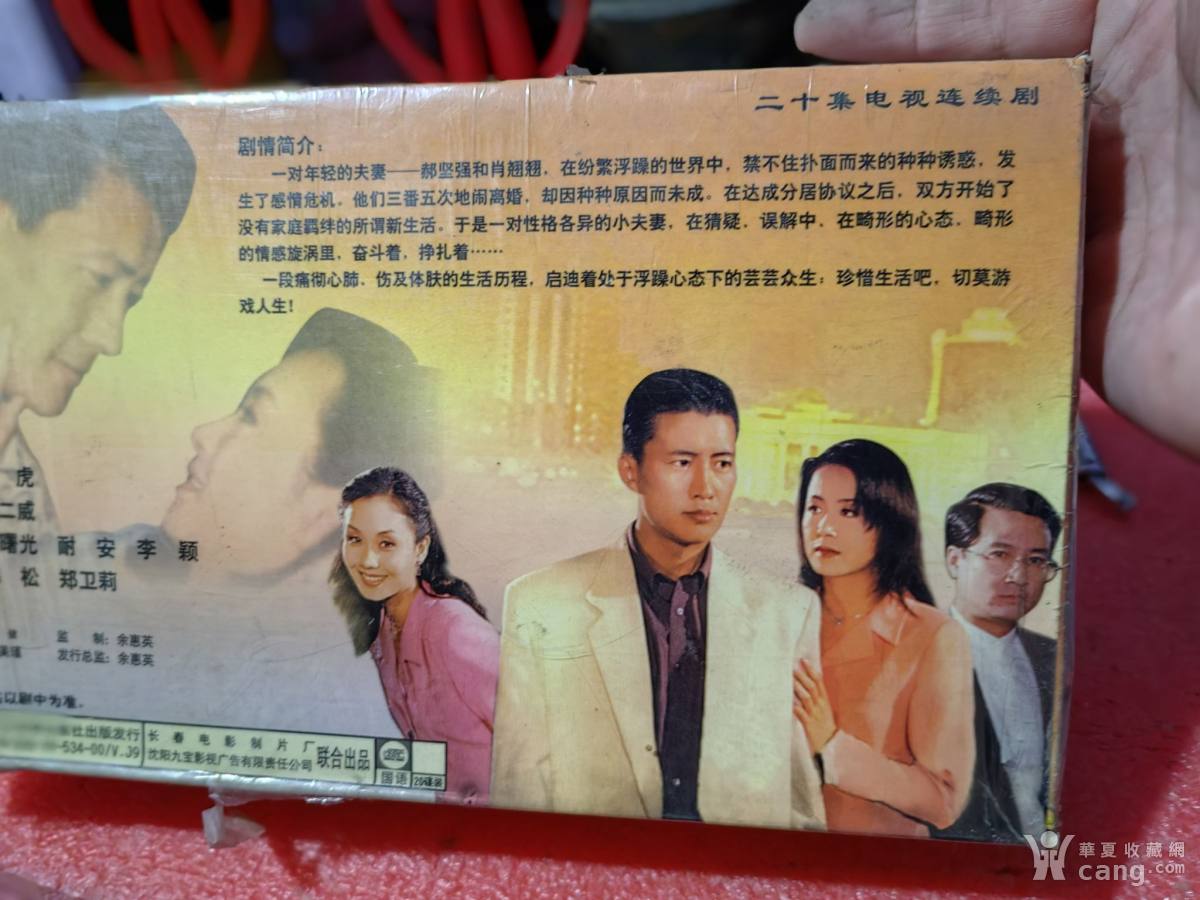 二十集电视连续剧
剧情简介：
一对年轻的夫妻——郝坚强和肖翘翘，在纷繁浮躁的世界中，禁不住扑面而来的种种诱惑，发
生了感情危机，他们三番五次地闹离婚，却因种种原因而未成。在达成分居协议之后，双方开始了
没有家庭羁绊的所谓新生活。于是一对性格各异的小夫妻，在猜疑，误解中，在畸形的心态，畸形
的情感旋涡里，奋斗着，挣扎着……
一段痛彻心肺，伤及体肤的生活历程，启迪着处于浮躁心态下的芸芸众生：珍惜生活吧，切莫游
戏人生！
虎
二威
曙光 耐安 李颖
松 郑卫莉
监制：余惠英
发行总监：余惠英
以剧中为准。
社出版发行
-534-00/V.J9
长春电影制片厂
沈阳九宝影视广告有限责任公司
联合出品
国语
20碟装
華夏收藏網
cang.com